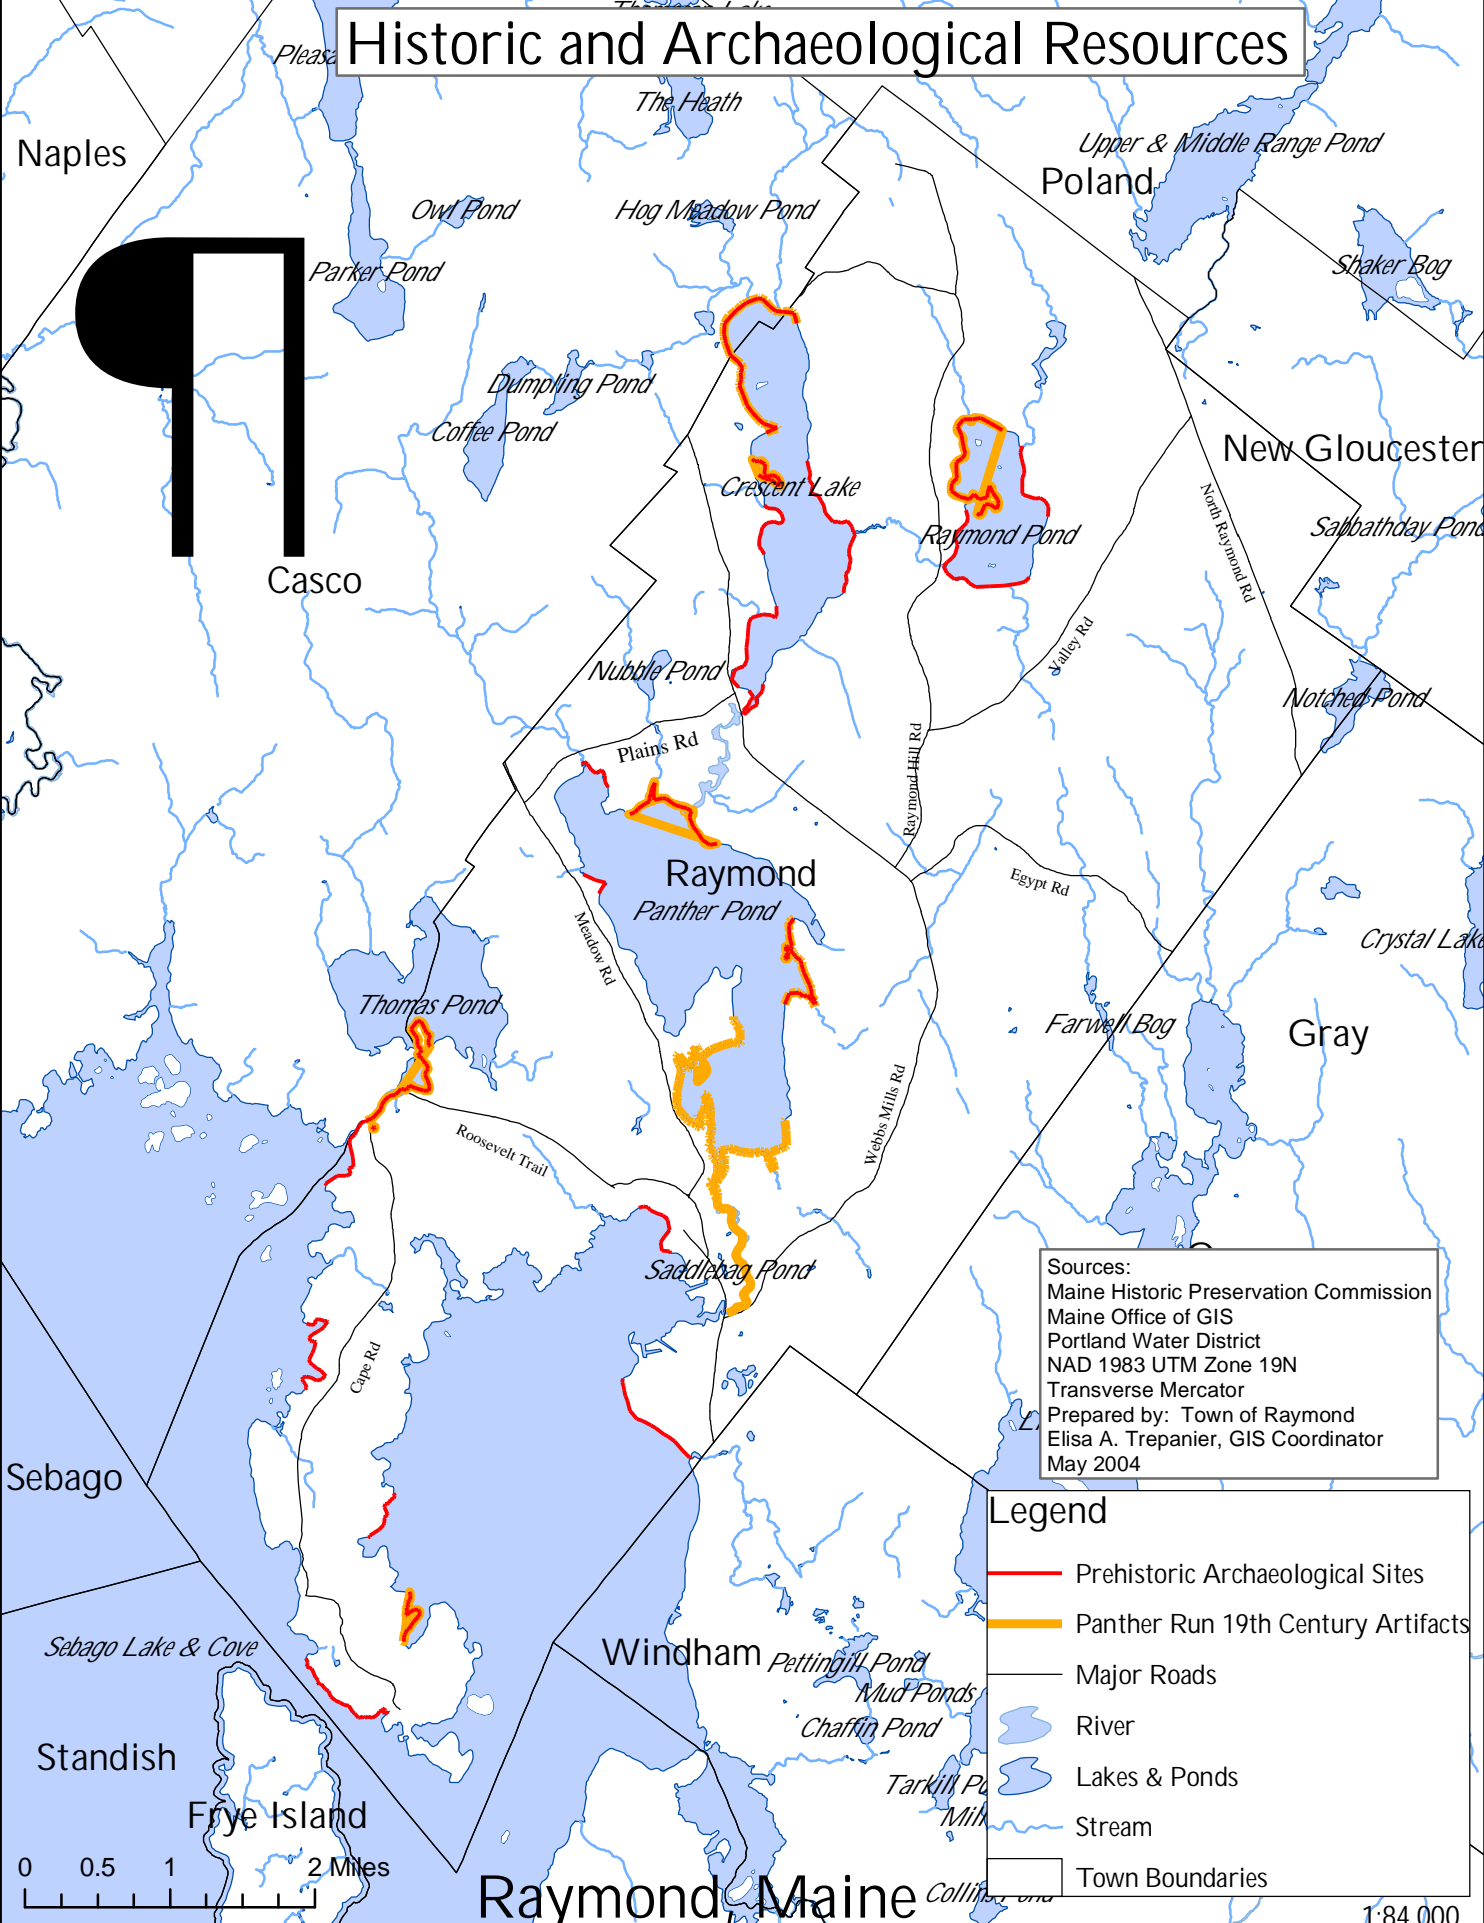 Historic and Archaeological Resources
The Heath
Naples
Upper & Middle Range Pond
Poland
Owl Pond
Hog Meadow Pond
Shaker Bog
Parker Pond
¶
Dumpling Pond
Coffee Pond
New Gloucester
Crescent Lake
North Raymond Rd
Raymond Pond
Casco
Valley Rd
Nubble Pond
Notched Pond
Plains Rd
Raymond Hill Rd
Raymond
Egypt Rd
Panther Pond
Meadow Rd
Thomas Pond
Farwell Bog
Gray
Webbs Mills Rd
Roosevelt Trail
Saddlebag Pond
Cape Rd
Sources:
Maine Historic Preservation Commission
Maine Office of GIS
Portland Water District
NAD 1983 UTM Zone 19N
Transverse Mercator
Prepared by: Town of Raymond
Elisa A. Trepanier, GIS Coordinator
May 2004
Sebago
Legend
Prehistoric Archaeological Sites
Panther Run 19th Century Artifacts
Major Roads
River
Lakes & Ponds
Stream
Town Boundaries
Sebago Lake & Cove
Windham
Pettingill Pond
Mud Ponds
Chaffin Pond
Standish
Frye Island
0 0.5 1 2 Miles
Raymond, Maine
1:84,000